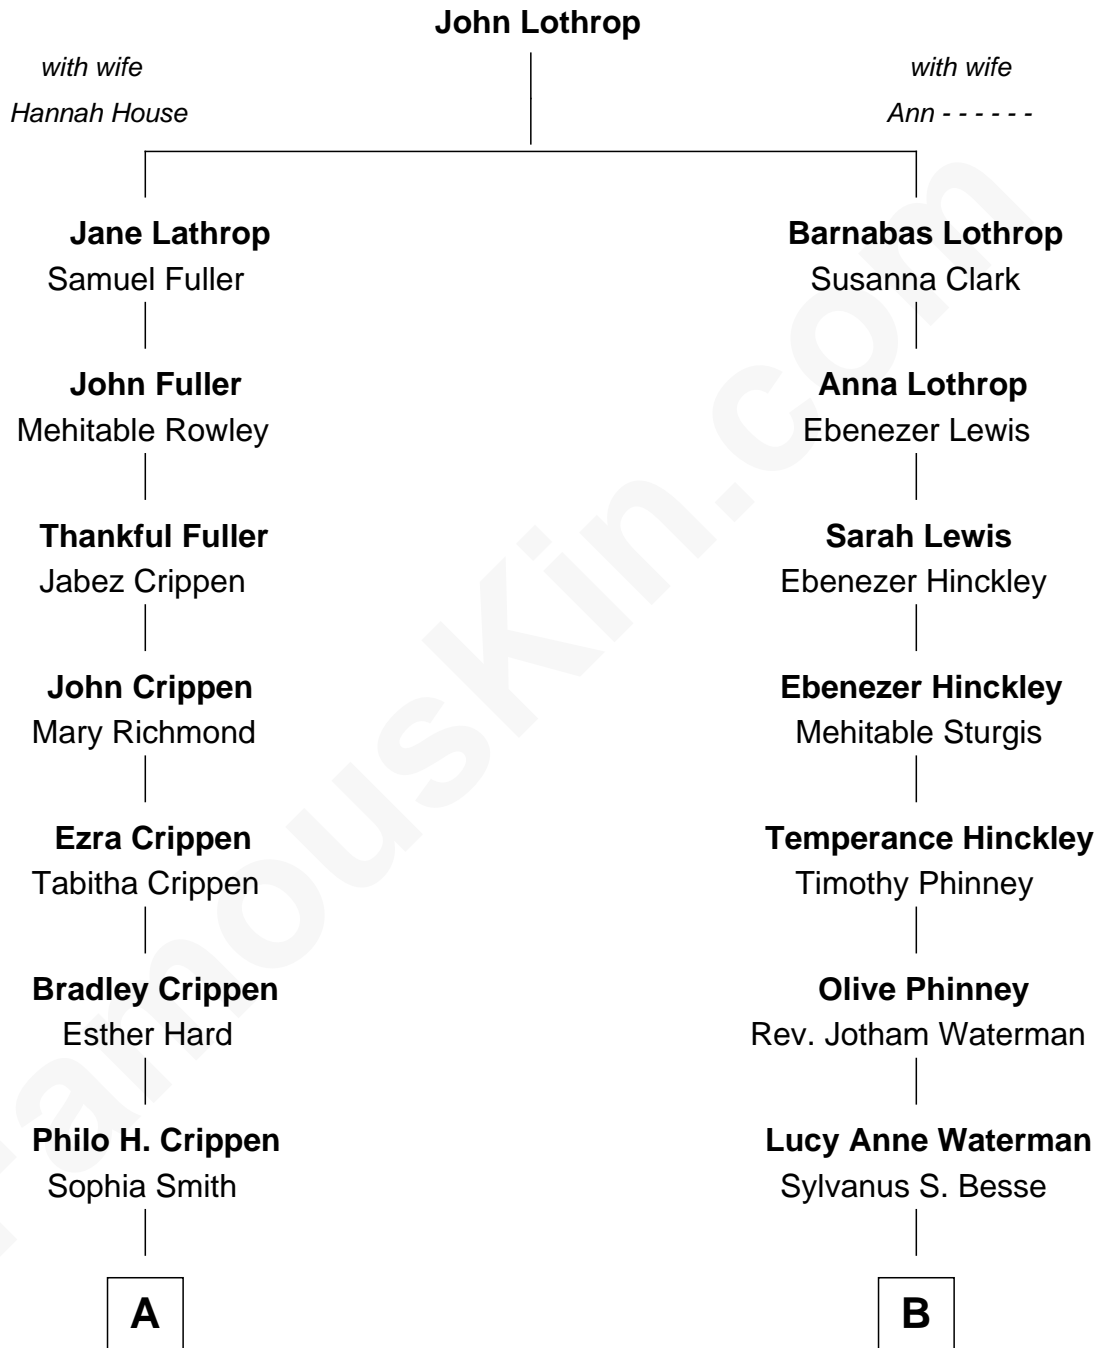 John Lothrop
with wife
Hannah House
with wife
Ann - - - - - -
Jane Lathrop
Samuel Fuller
Barnabas Lothrop
Susanna Clark
John Fuller
Mehitable Rowley
Anna Lothrop
Ebenezer Lewis
Thankful Fuller
Jabez Crippen
Sarah Lewis
Ebenezer Hinckley
John Crippen
Mary Richmond
Ebenezer Hinckley
Mehitable Sturgis
Ezra Crippen
Tabitha Crippen
Temperance Hinckley
Timothy Phinney
Bradley Crippen
Esther Hard
Olive Phinney
Rev. Jotham Waterman
Philo H. Crippen
Sophia Smith
Lucy Anne Waterman
Sylvanus S. Besse
A
B
FamousKin.com